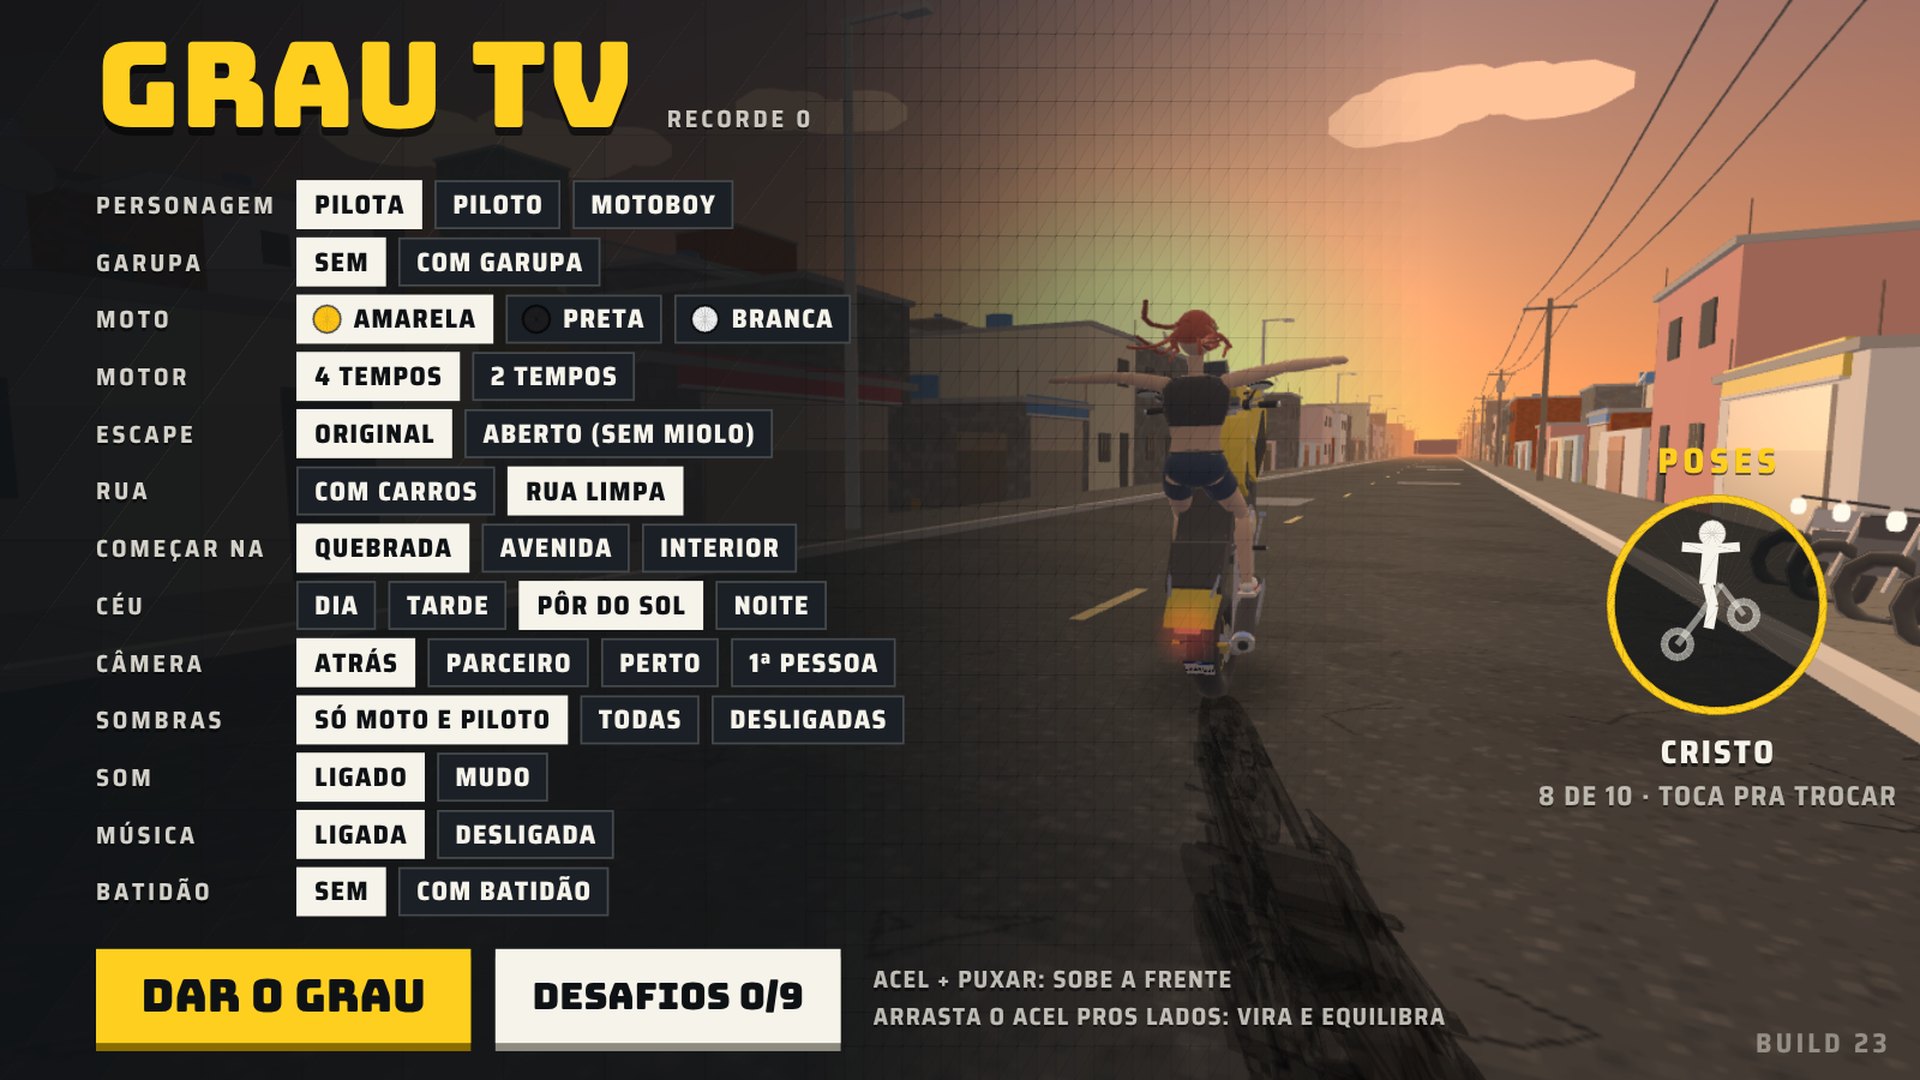 GRAU TV
RECORDE 0
PERSONAGEM PILOTA PILOTO MOTOBOY
GARUPA SEM COM GARUPA
MOTO AMARELA PRETA BRANCA
MOTOR 4 TEMPOS 2 TEMPOS
ESCAPE ORIGINAL ABERTO (SEM MIOLO)
RUA COM CARROS RUA LIMPA
COMEÇAR NA QUEBRADA AVENIDA INTERIOR
CÉU DIA TARDE PÔR DO SOL NOITE
CÂMERA ATRÁS PARCEIRO PERTO 1ª PESSOA
SOMBRAS SÓ MOTO E PILOTO TODAS DESLIGADAS
SOM LIGADO MUDO
MÚSICA LIGADA DESLIGADA
BATIDÃO SEM COM BATIDÃO
DAR O GRAU
DESAFIOS 0/9
ACEL + PUXAR: SOBE A FRENTE
ARRASTA O ACEL PROS LADOS: VIRA E EQUILIBRA
POSES
CRISTO
8 DE 10 · TOCA PRA TROCAR
BUILD 23